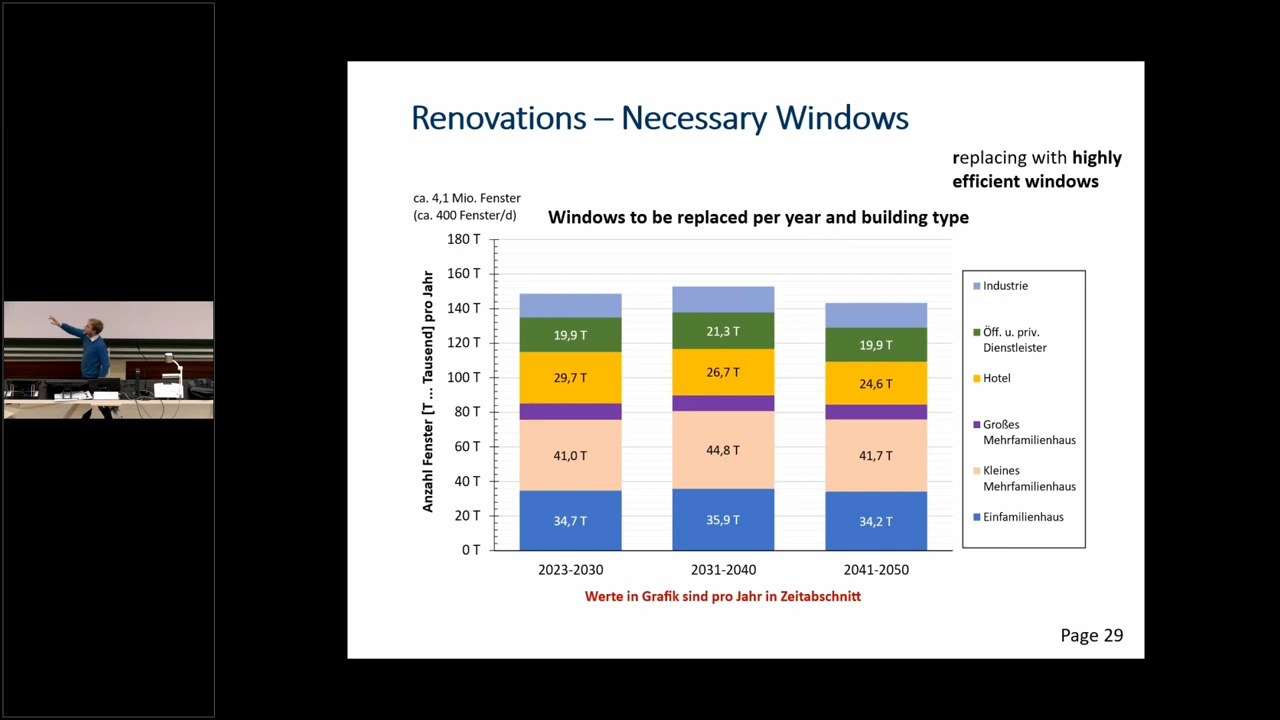 Renovations – Necessary Windows
replacing with highly
efficient windows
ca. 4,1 Mio. Fenster
(ca. 400 Fenster/d)
Windows to be replaced per year and building type
Anzahl Fenster [T ... Tausend] pro Jahr
180 T
160 T
140 T
120 T
100 T
80 T
60 T
40 T
20 T
0 T
19,9 T
29,7 T
41,0 T
34,7 T
21,3 T
26,7 T
44,8 T
35,9 T
19,9 T
24,6 T
41,7 T
34,2 T
2023-2030
2031-2040
2041-2050
Industrie
Öff. u. priv.
Dienstleister
Hotel
Großes
Mehrfamilienhaus
Kleines
Mehrfamilienhaus
Einfamilienhaus
Werte in Grafik sind pro Jahr in Zeitabschnitt
Page 29